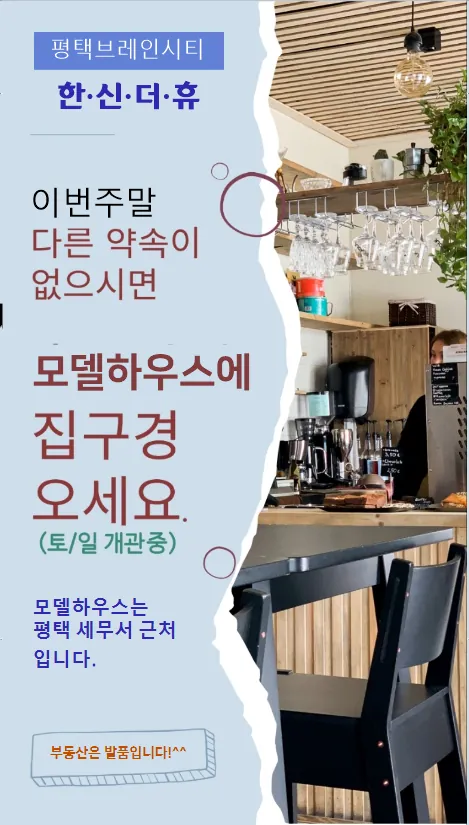 평택브레인시티
한·신·더·휴
이번주말
다른 약속이
없으시면
모델하우스에
집구경
오세요.
(토/일 개관중)
모델하우스는
평택 세무서 근처
입니다.
부동산은 발품입니다!^^